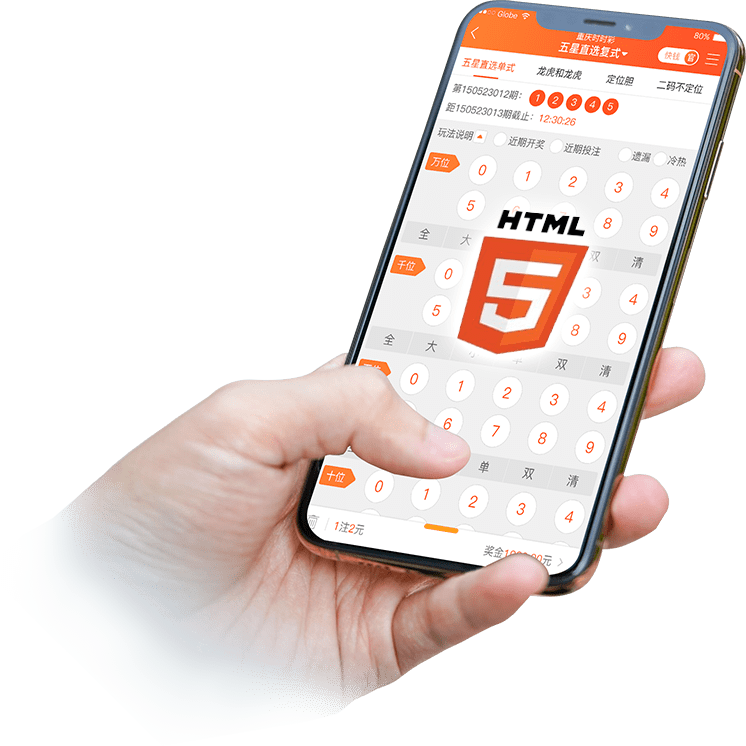 Globe
80%
重庆时时彩
五星直选复式
快钱 官
五星直选单式 龙虎和龙虎 定位胆 二码不定位
第150523012期: 1 2 3 4 5
距150523013期截止: 12:30:26
玩法说明 近期开奖 近期投注 遗漏 冷热
万位 0 1 2 3 4
5 8 9
全 大 双 清
HTML
5
千位 0 3 4
5 8 9
全 大 双 清
0 1 2 3 4
6 7 8 9
单 双 清
十位 0 1 2 3 4
1注2元
奖金
元